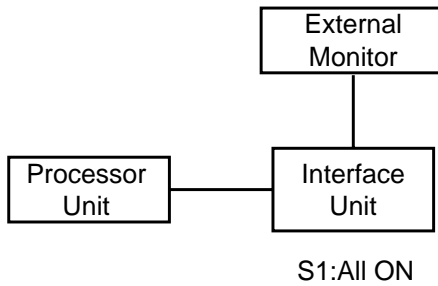 External
Monitor
Processor
Unit
Interface
Unit
S1:All ON